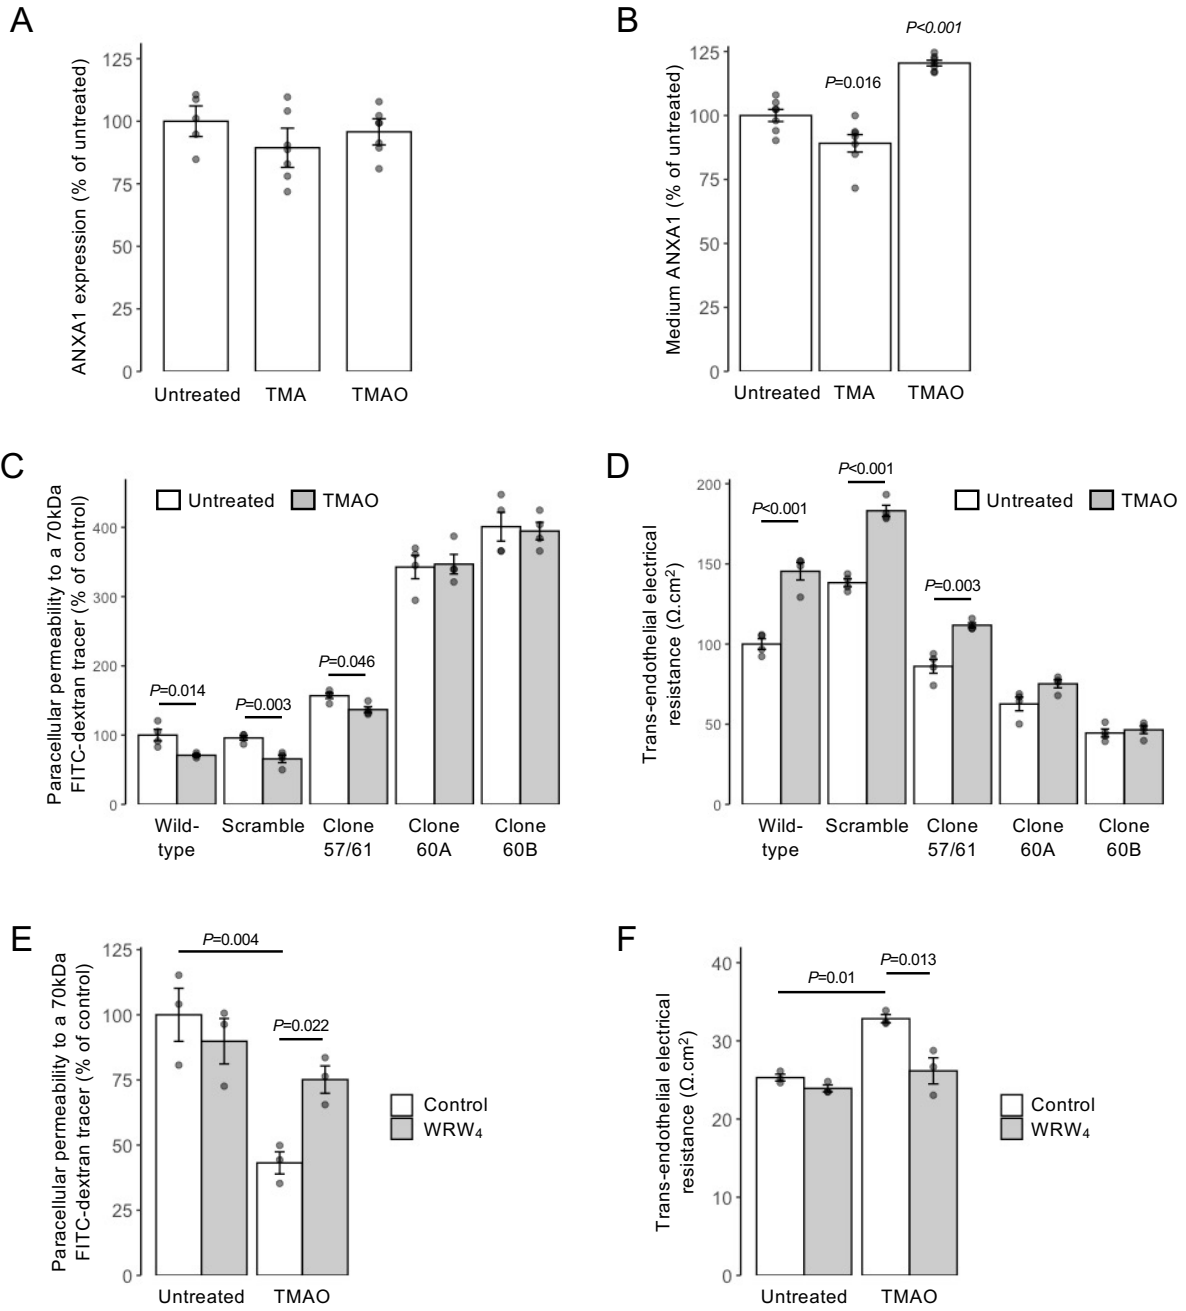 A
ANXA1 expression (% of untreated)
125
100
75
50
25
0
Untreated TMA TMAO
B
Medium ANXA1 (% of untreated)
125
100
75
50
25
0
P=0.016
P<0.001
Untreated TMA TMAO
C
Paracellular permeability to a 70kDa
FITC-dextran tracer (% of control)
400
300
200
100
0
Untreated TMAO
P=0.014
P=0.003
P=0.046
Wild-
type
Scramble
Clone
57/61
Clone
60A
Clone
60B
D
Trans-endothelial electrical
resistance (Ω.cm²)
200
150
100
50
0
Untreated TMAO
P<0.001
P<0.001
P=0.003
Wild-
type
Scramble
Clone
57/61
Clone
60A
Clone
60B
E
Paracellular permeability to a 70kDa
FITC-dextran tracer (% of control)
125
100
75
50
25
0
P=0.004
P=0.022
Control
WRW₄
Untreated TMAO
F
Trans-endothelial electrical
resistance (Ω.cm²)
40
30
20
10
0
P=0.01
P=0.013
Control
WRW₄
Untreated TMAO